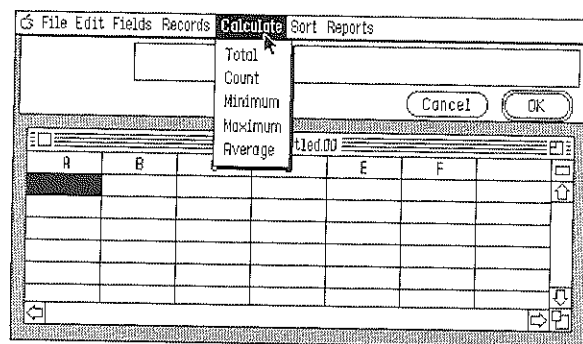 File Edit Fields Records Calculate Sort Reports
Total
Count
Minimum
Maximum
Average
Cancel OK
tled.00
A B E F